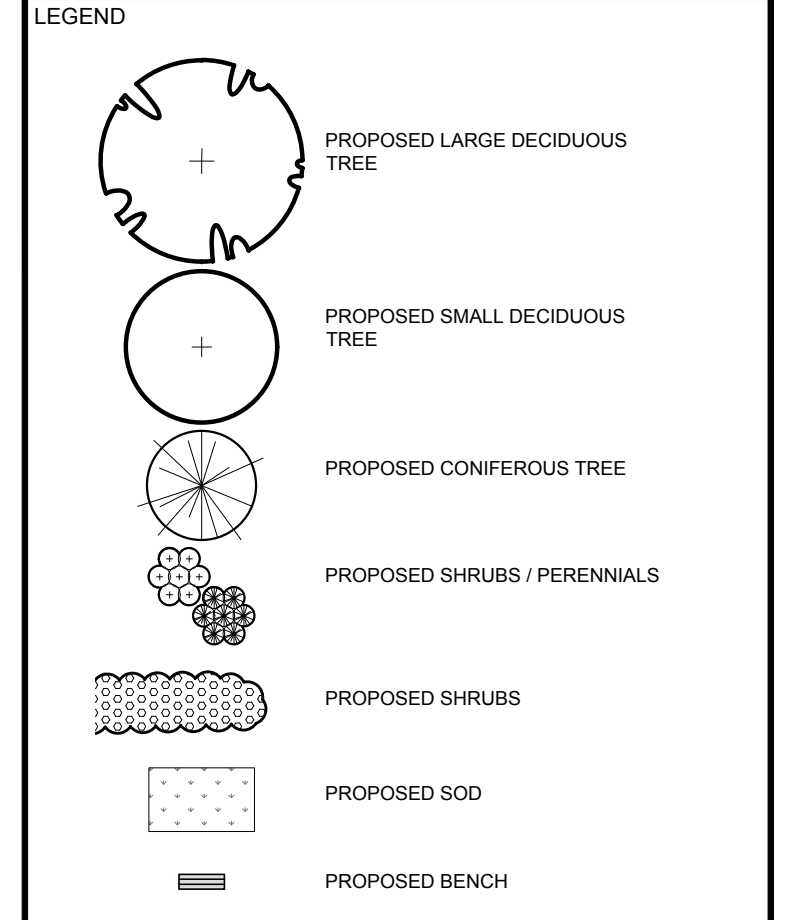 LEGEND
PROPOSED LARGE DECIDUOUS
TREE
PROPOSED SMALL DECIDUOUS
TREE
PROPOSED CONIFEROUS TREE
PROPOSED SHRUBS / PERENNIALS
PROPOSED SHRUBS
PROPOSED SOD
PROPOSED BENCH